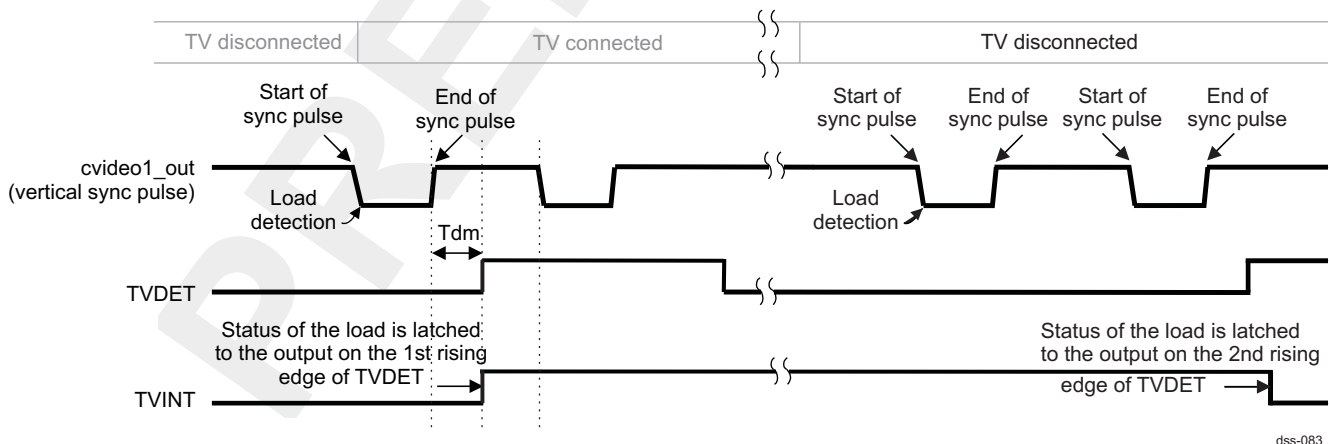 TV disconnected TV connected TV disconnected
Start of
sync pulse
End of
sync pulse
Start of
sync pulse
End of
sync pulse
Start of
sync pulse
End of
sync pulse
cvideo1_out
(vertical sync pulse)
Load
detection
Load
detection
Tdm
TVDET
Status of the load is latched
to the output on the 1st rising
edge of TVDET
Status of the load is latched
to the output on the 2nd rising
edge of TVDET
TVINT
dss-083